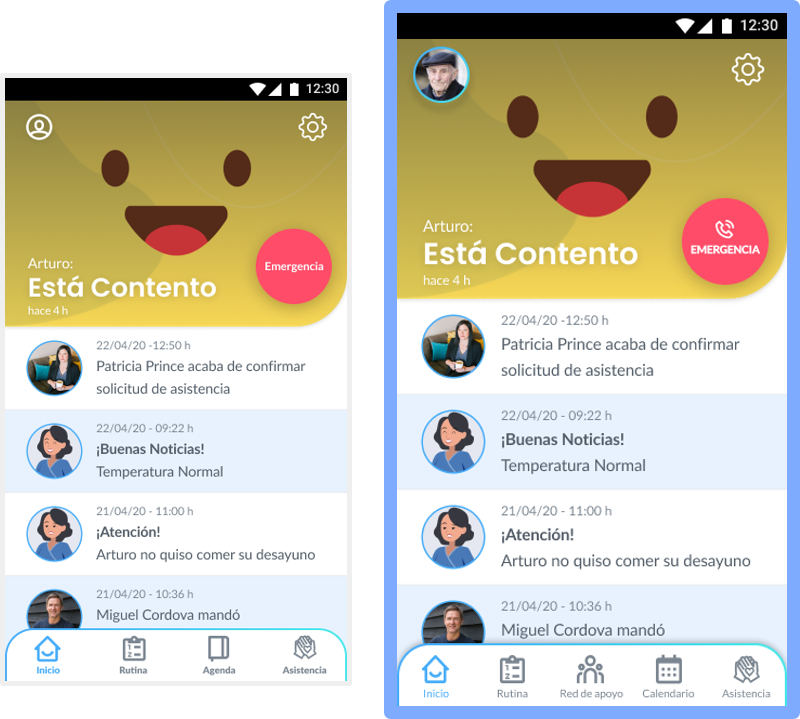 12:30
Arturo:
Está Contento
hace 4 h
Emergencia
22/04/20 -12:50 h
Patricia Prince acaba de confirmar
solicitud de asistencia
22/04/20 - 09:22 h
¡Buenas Noticias!
Temperatura Normal
21/04/20 - 11:00 h
¡Atención!
Arturo no quiso comer su desayuno
21/04/20 - 10:36 h
Miguel Cordova mandó
1
2
Inicio
Rutina
Agenda
Asistencia
12:30
Arturo:
Está Contento
hace 4 h
EMERGENCIA
22/04/20 -12:50 h
Patricia Prince acaba de confirmar
solicitud de asistencia
22/04/20 - 09:22 h
¡Buenas Noticias!
Temperatura Normal
21/04/20 - 11:00 h
¡Atención!
Arturo no quiso comer su desayuno
21/04/20 - 10:36 h
Miguel Cordova mandó
1
2
Inicio
Rutina
Red de apoyo
Calendario
Asistencia